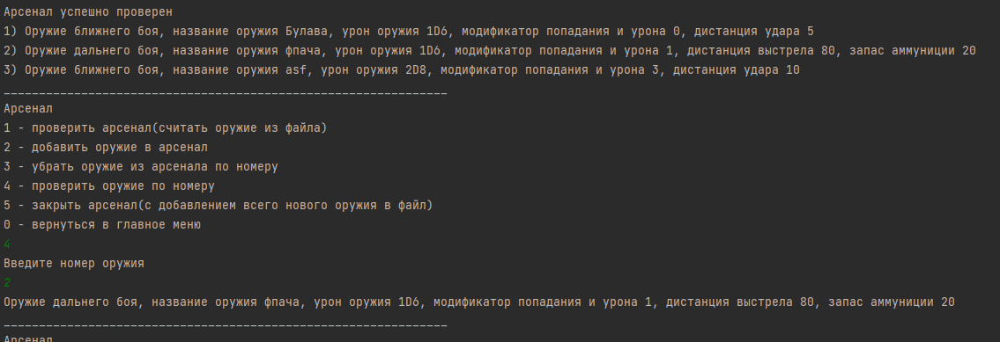 Арсенал успешно проверен
1) Оружие ближнего боя, название оружия Булава, урон оружия 1D6, модификатор попадания и урона 0, дистанция удара 5
2) Оружие дальнего боя, название оружия фпача, урон оружия 1D6, модификатор попадания и урона 1, дистанция выстрела 80, запас аммуниции 20
3) Оружие ближнего боя, название оружия asf, урон оружия 2D8, модификатор попадания и урона 3, дистанция удара 10
_______________________________________________________________
Арсенал
1 - проверить арсенал(считать оружие из файла)
2 - добавить оружие в арсенал
3 - убрать оружие из арсенала по номеру
4 - проверить оружие по номеру
5 - закрыть арсенал(с добавлением всего нового оружия в файл)
0 - вернуться в главное меню
4
Введите номер оружия
2
Оружие дальнего боя, название оружия фпача, урон оружия 1D6, модификатор попадания и урона 1, дистанция выстрела 80, запас аммуниции 20
_______________________________________________________________
Арсенал